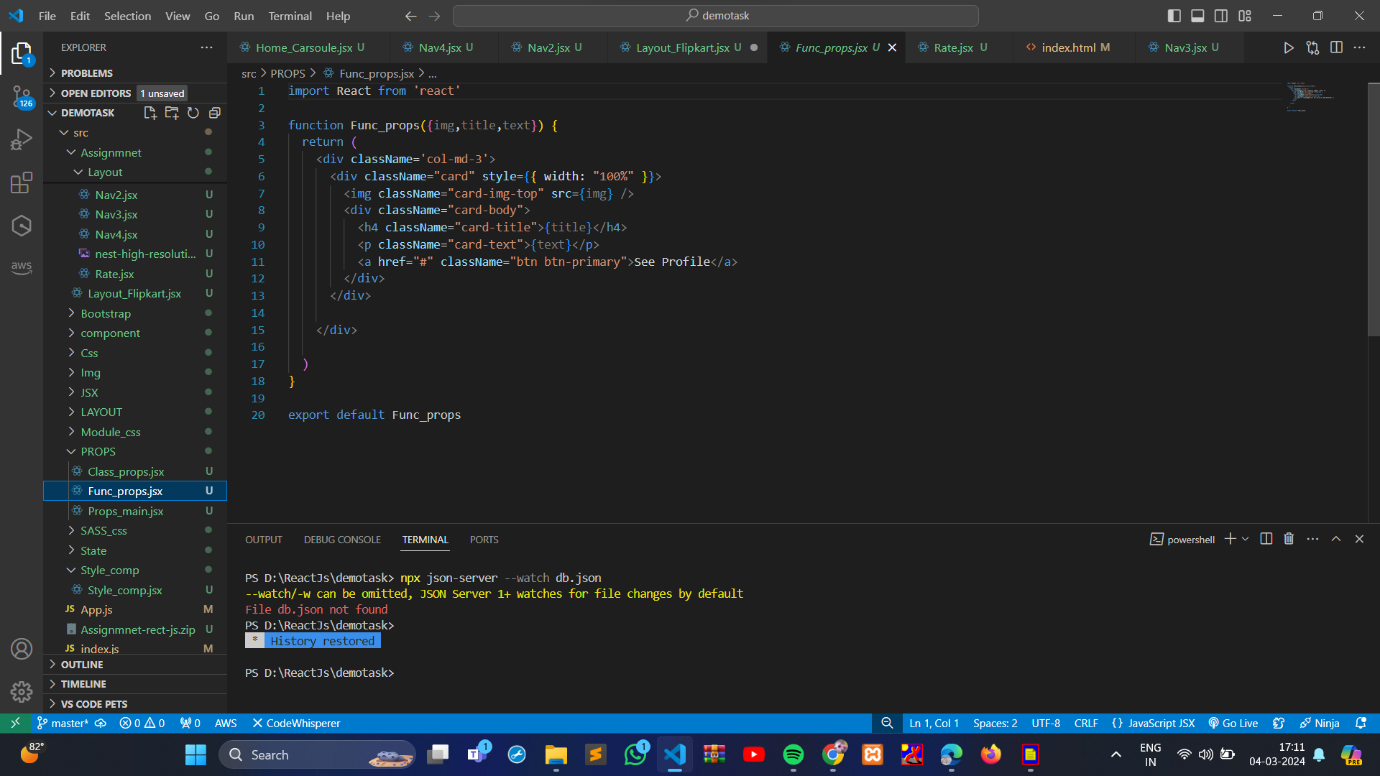 File Edit Selection View Go Run Terminal Help
demotask
1
126
aws
EXPLORER
PROBLEMS
OPEN EDITORS 1 unsaved
DEMOTASK
src
Assignmnet
Layout
Nav2.jsx U
Nav3.jsx U
Nav4.jsx U
nest-high-resoluti... U
Rate.jsx U
Layout_Flipkart.jsx U
Bootstrap
component
Css
Img
JSX
LAYOUT
Module_css
PROPS
Class_props.jsx U
Func_props.jsx U
Props_main.jsx U
SASS_css
State
Style_comp
Style_comp.jsx U
JS App.js M
Assignmnet-rect-js.zip U
JS index.js M
OUTLINE
TIMELINE
VS CODE PETS
Home_Carsoule.jsx U Nav4.jsx U Nav2.jsx U Layout_Flipkart.jsx U Func_props.jsx U Rate.jsx U index.html M Nav3.jsx U
src > PROPS > Func_props.jsx > ...
1 import React from 'react'
2
3 function Func_props({img,title,text}) {
4 return (
5 <div className='col-md-3'>
6 <div className="card" style={{ width: "100%" }}>
7 <img className="card-img-top" src={img} />
8 <div className="card-body">
9 <h4 className="card-title">{title}</h4>
10 <p className="card-text">{text}</p>
11 <a href="#" className="btn btn-primary">See Profile</a>
12 </div>
13 </div>
14
15 </div>
16
17 )
18 }
19
20 export default Func_props
OUTPUT DEBUG CONSOLE TERMINAL PORTS
powershell
PS D:\ReactJs\demotask> npx json-server --watch db.json
--watch/-w can be omitted, JSON Server 1+ watches for file changes by default
File db.json not found
PS D:\ReactJs\demotask>
* History restored
PS D:\ReactJs\demotask>
master* 0 0 0 AWS CodeWhisperer Ln 1, Col 1 Spaces: 2 UTF-8 CRLF {} JavaScript JSX Go Live Ninja
82°
Search
1
1
ENG
IN
17:11
04-03-2024
PRE